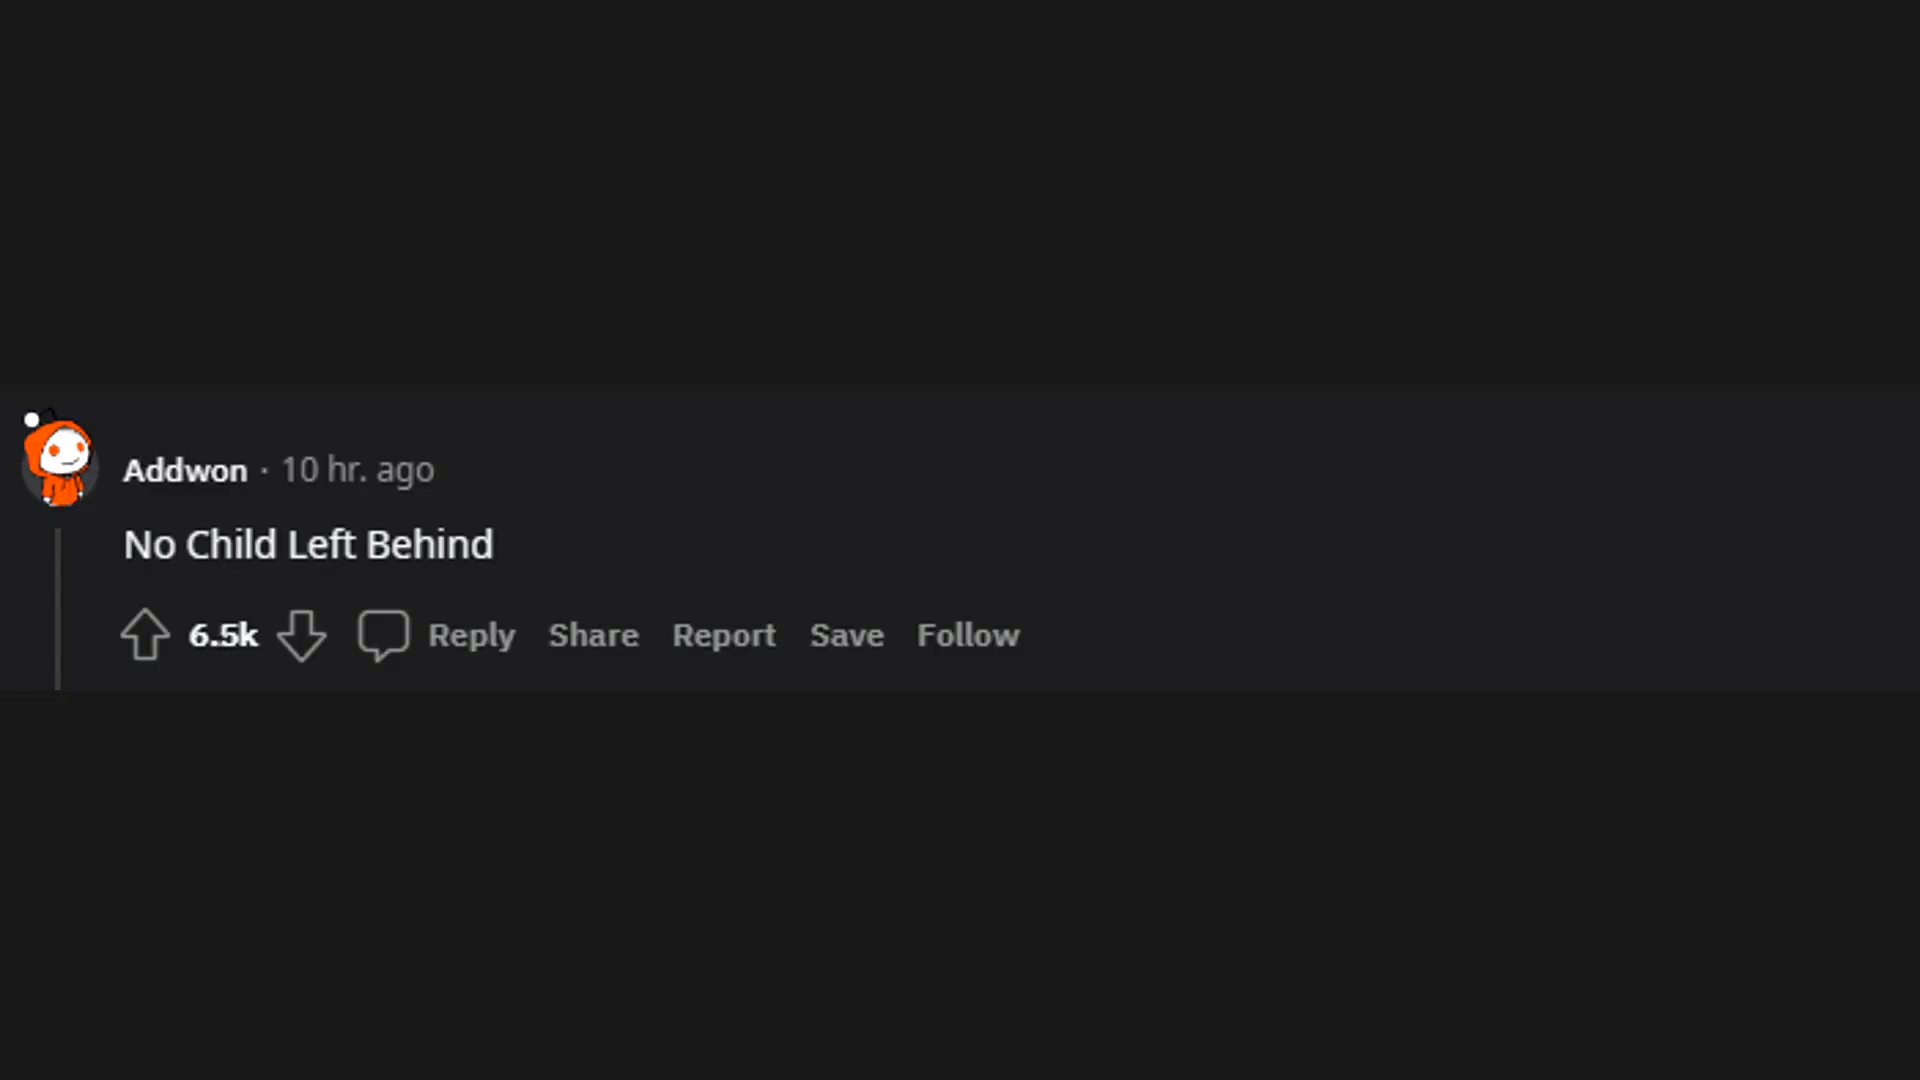 Addwon · 10 hr. ago
No Child Left Behind
6.5k Reply Share Report Save Follow